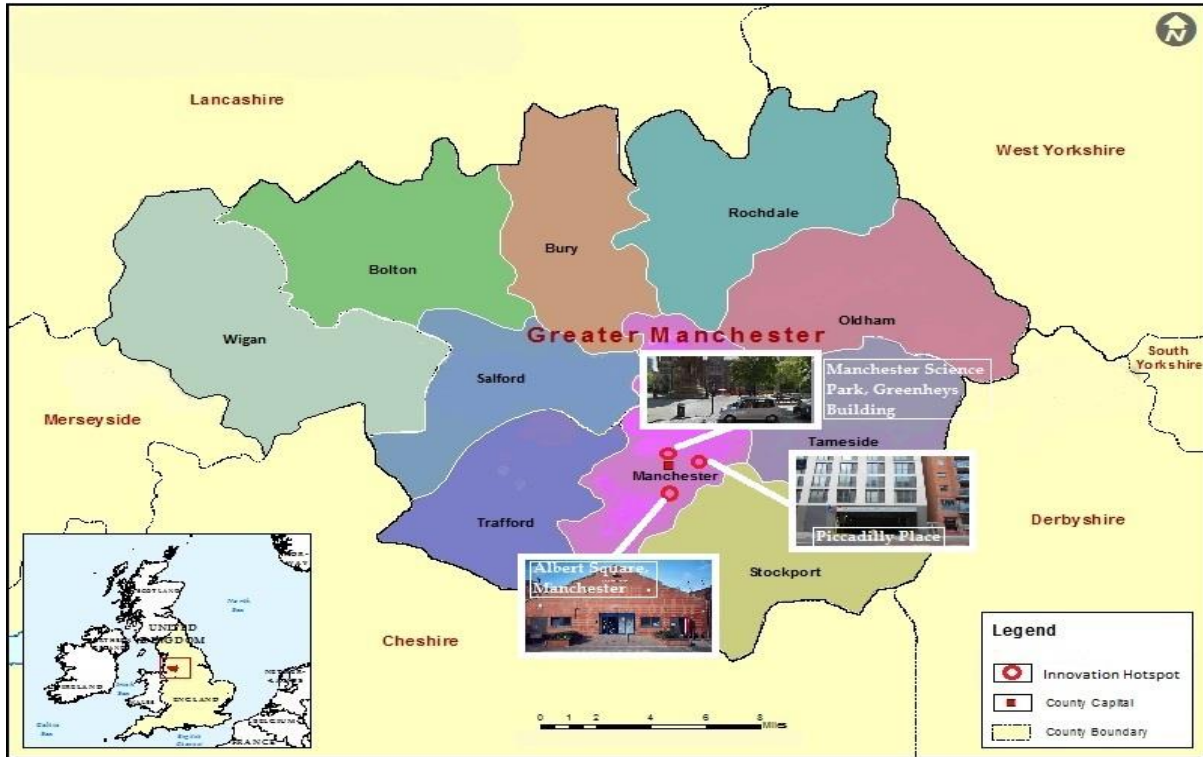 N
Lancashire
West Yorkshire
Rochdale
Bury
Bolton
Oldham
Greater Manchester
Wigan
South
Yorkshire
Salford
Manchester Science
Park, Greenheys
Building
Merseyside
Tameside
Manchester
Trafford
Piccadilly Place
Derbyshire
Albert Square,
Manchester
Stockport
Cheshire
SCOTLAND
North
Sea
UNITED
KINGDOM
ENGLAND
FRANCE
Legend
Innovation Hotspot
County Capital
County Boundary
0 1 2 4 6 8
Miles